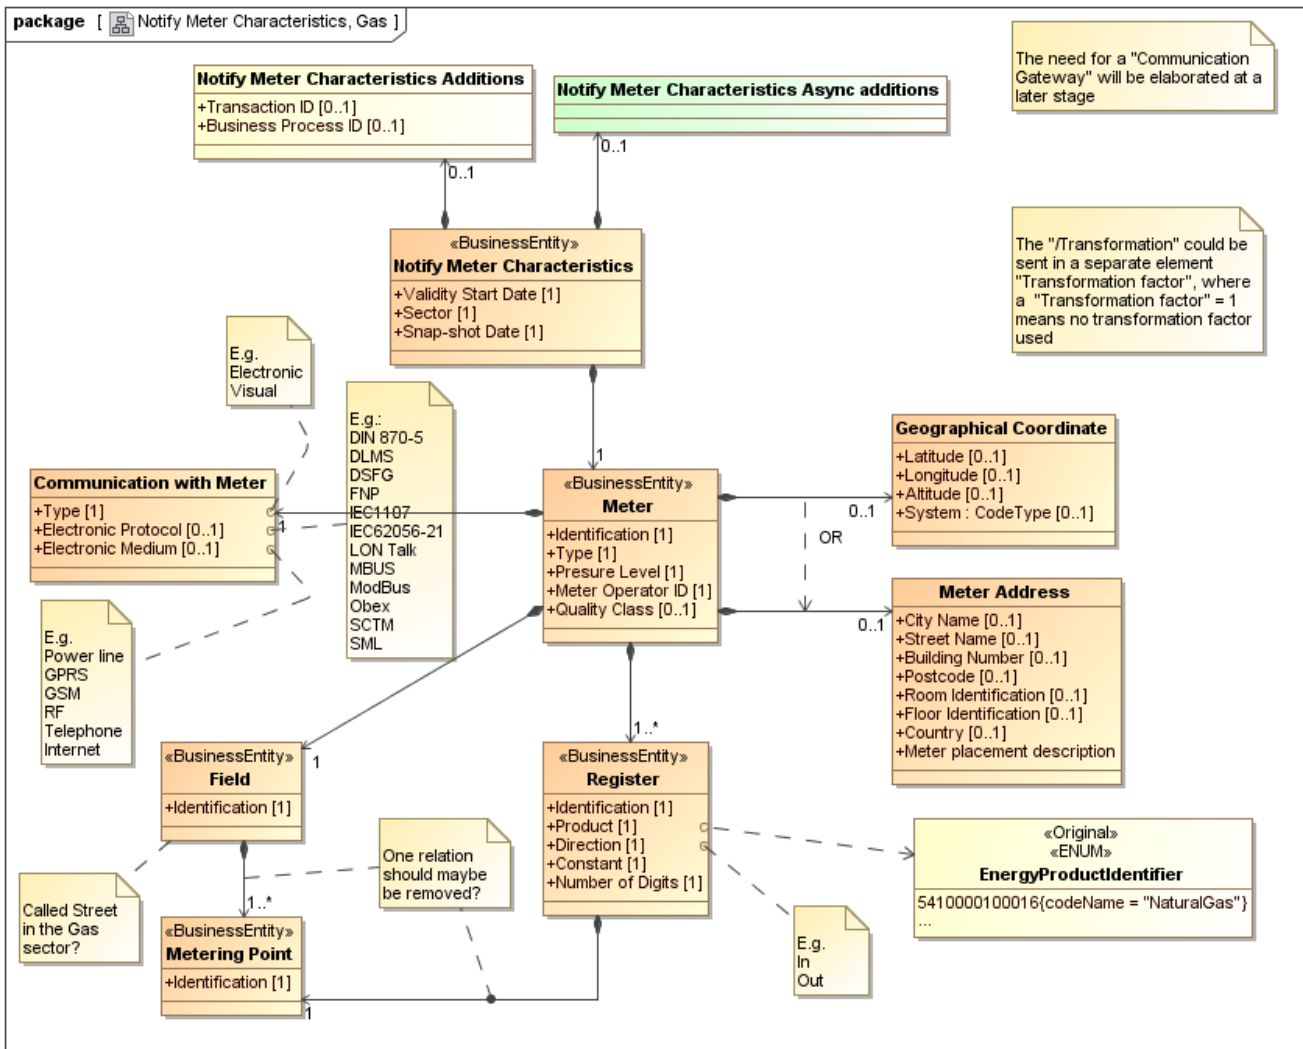 package [ Notify Meter Characteristics, Gas ]
The need for a "Communication
Gateway" will be elaborated at a
later stage
Notify Meter Characteristics Additions
+Transaction ID [0..1]
+Business Process ID [0..1]
Notify Meter Characteristics Async additions
0..1
0..1
The "/Transformation" could be
sent in a separate element
"Transformation factor", where
a "Transformation factor" = 1
means no transformation factor
used
«BusinessEntity»
Notify Meter Characteristics
+Validity Start Date [1]
+Sector [1]
+Snap-shot Date [1]
E.g.
Electronic
Visual
E.g.:
DIN 870-5
DLMS
DSFG
FNP
IEC1107
IEC62056-21
LON Talk
MBUS
ModBus
Obex
SCTM
SML
1
Communication with Meter
+Type [1]
+Electronic Protocol [0..1]
+Electronic Medium [0..1]
1
«BusinessEntity»
Meter
+Identification [1]
+Type [1]
+Presure Level [1]
+Meter Operator ID [1]
+Quality Class [0..1]
Geographical Coordinate
+Latitude [0..1]
+Longitude [0..1]
+Altitude [0..1]
+System : CodeType [0..1]
0..1
OR
0..1
Meter Address
+City Name [0..1]
+Street Name [0..1]
+Building Number [0..1]
+Postcode [0..1]
+Room Identification [0..1]
+Floor Identification [0..1]
+Country [0..1]
+Meter placement description
E.g.
Power line
GPRS
GSM
RF
Telephone
Internet
1..*
1
«BusinessEntity»
Field
+Identification [1]
«BusinessEntity»
Register
+Identification [1]
+Product [1]
+Direction [1]
+Constant [1]
+Number of Digits [1]
«Original»
«ENUM»
EnergyProductIdentifier
5410000100016{codeName = "NaturalGas"}
...
One relation
should maybe
be removed?
Called Street
in the Gas
sector?
1..*
«BusinessEntity»
Metering Point
+Identification [1]
1
E.g.
In
Out